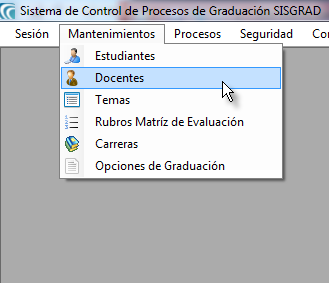 Sistema de Control de Procesos de Graduación SISGRAD
Sesión Mantenimientos Procesos Seguridad Co
Estudiantes
Docentes
Temas
Rubros Matríz de Evaluación
Carreras
Opciones de Graduación